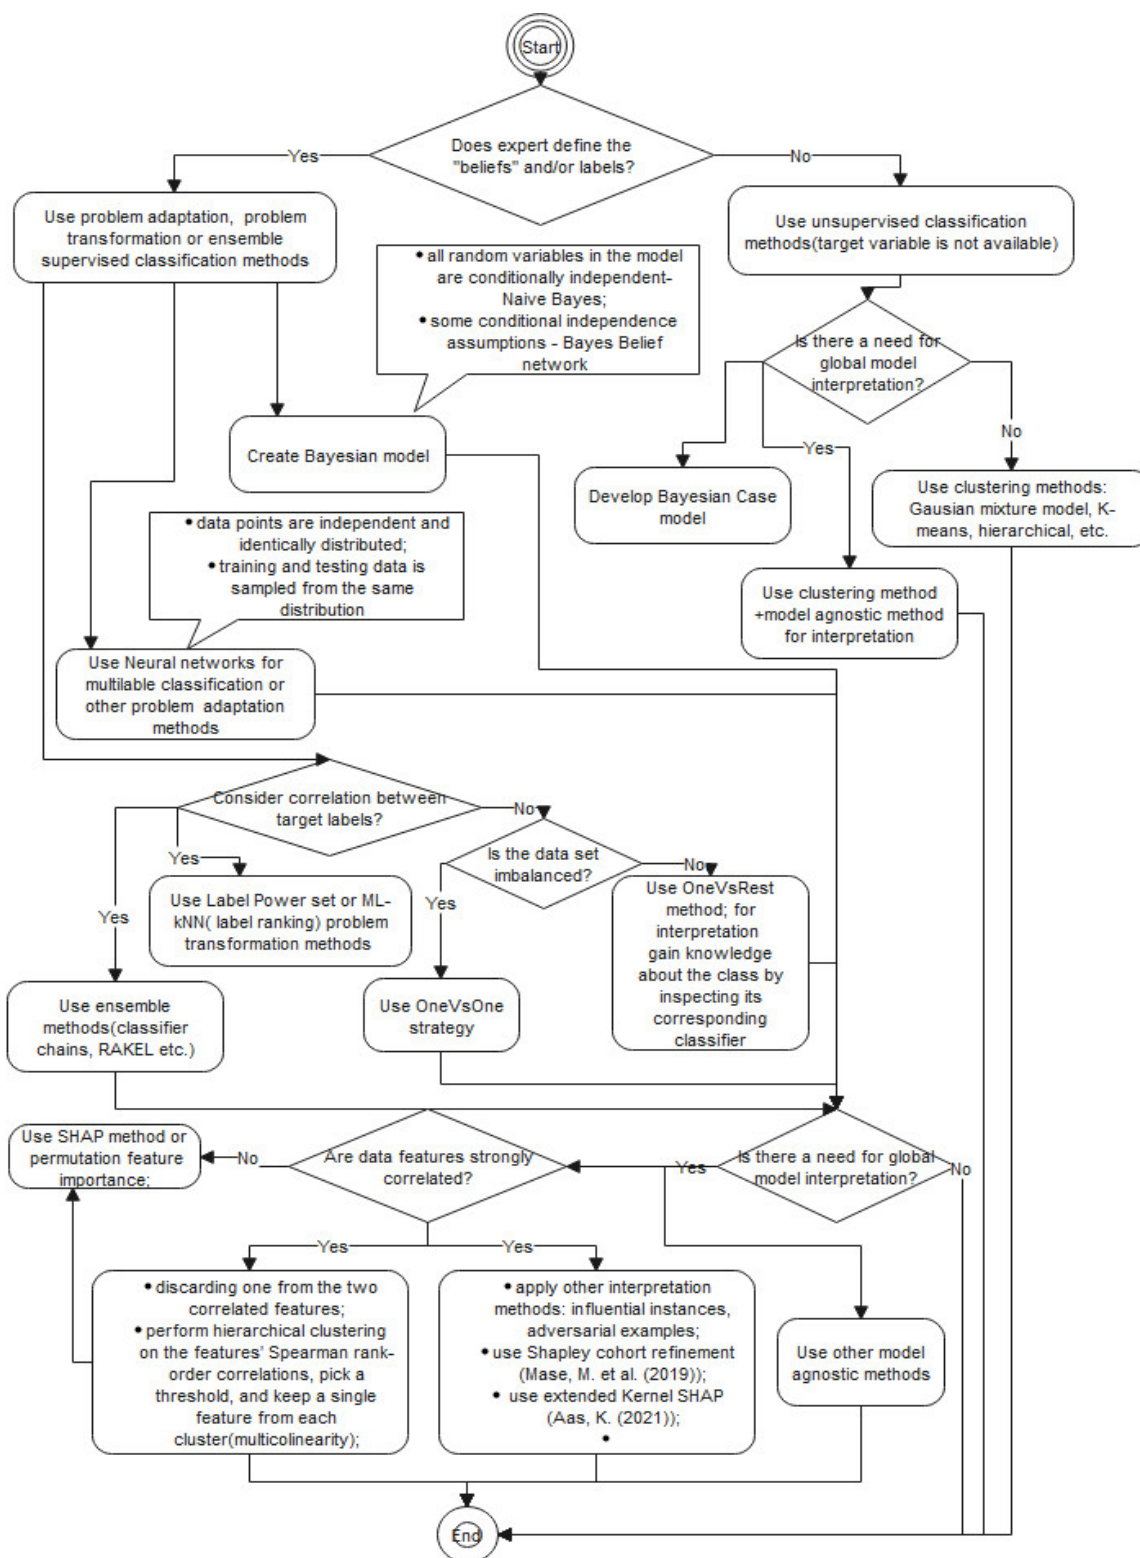 Start
Does expert define the
"beliefs" and/or labels?
Yes
No
Use problem adaptation, problem
transformation or ensemble
supervised classification methods
Use unsupervised classification
methods(target variable is not available)
• all random variables in the model
are conditionally independent-
Naive Bayes;
• some conditional independence
assumptions - Bayes Belief
network
Is there a need for
global model
interpretation?
Create Bayesian model
Yes
No
Develop Bayesian Case
model
Use clustering methods:
Gausian mixture model, K-
means, hierarchical, etc.
• data points are independent and
identically distributed;
• training and testing data is
sampled from the same
distribution
Use clustering method
+model agnostic method
for interpretation
Use Neural networks for
multilable classification or
other problem adaptation
methods
Consider correlation between
target labels?
No
Yes
Is the data set
imbalanced?
No
Yes
Yes
Use Label Power set or ML-
kNN( label ranking) problem
transformation methods
Use OneVsRest
method; for
interpretation
gain knowledge
about the class by
inspecting its
corresponding
classifier
Use ensemble
methods(classifier
chains, RAKEL etc.)
Use OneVsOne
strategy
Use SHAP method or
permutation feature
importance;
No
Are data features strongly
correlated?
Yes
Is there a need for global
model interpretation?
No
Yes
Yes
• discarding one from the two
correlated features;
• perform hierarchical clustering
on the features' Spearman rank-
order correlations, pick a
threshold, and keep a single
feature from each
cluster(multicolinearity);
• apply other interpretation
methods: influential instances,
adversarial examples;
• use Shapley cohort refinement
(Mase, M. et al. (2019));
• use extended Kernel SHAP
(Aas, K. (2021));
•
Use other model
agnostic methods
End